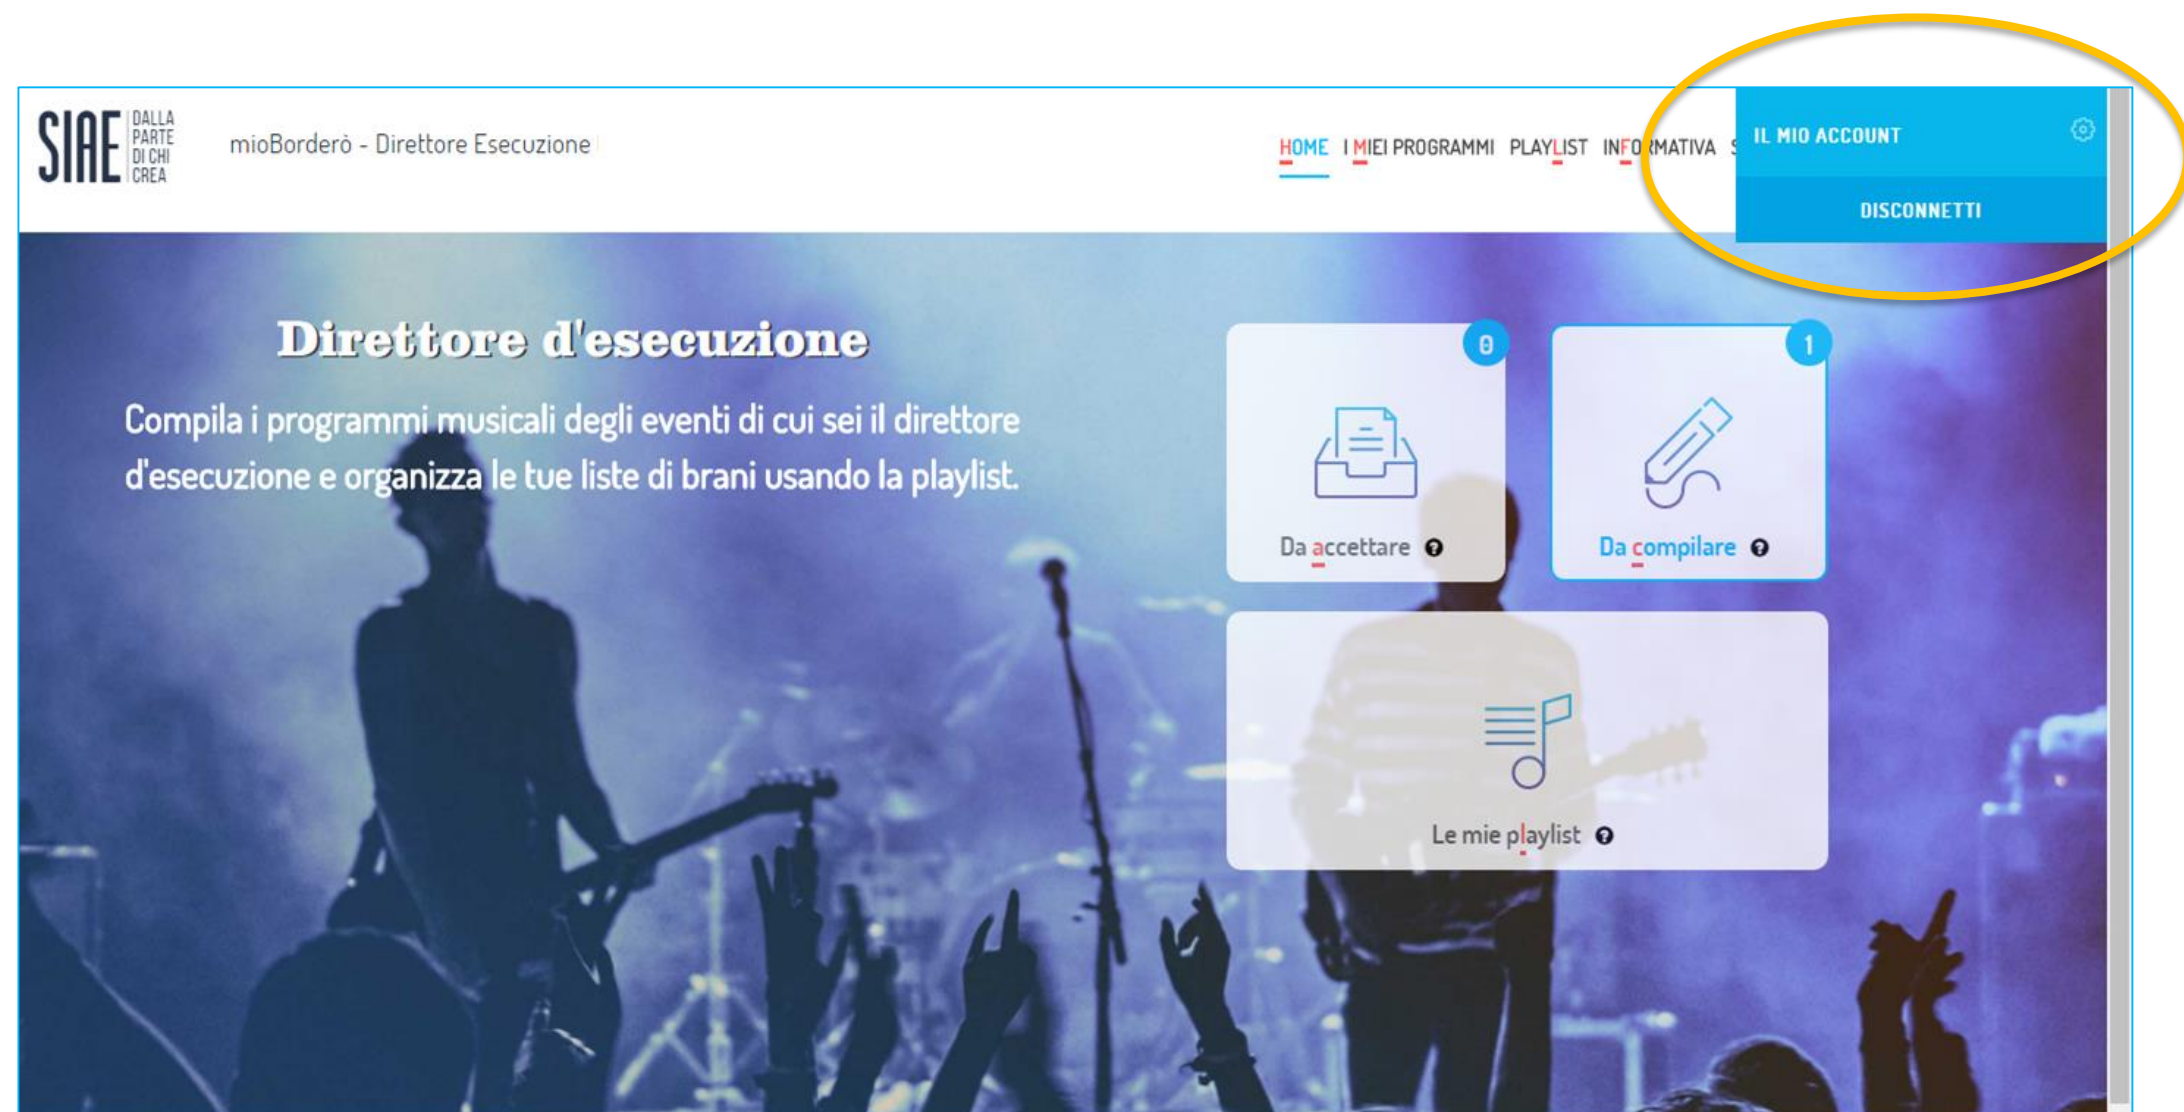 SIAE
DALLA
PARTE
DI CHI
CREA
mioBorderò - Direttore Esecuzione
HOME I MIEI PROGRAMMI PLAYLIST INFORMATIVA S
IL MIO ACCOUNT
DISCONNETTI
Direttore d'esecuzione
Compila i programmi musicali degli eventi di cui sei il direttore
d'esecuzione e organizza le tue liste di brani usando la playlist.
0
Da accettare ?
1
Da compilare ?
Le mie playlist ?